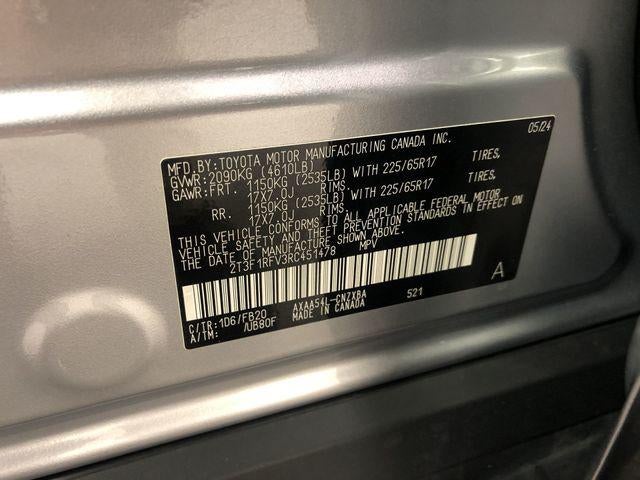 MFD.BY:TOYOTA MOTOR MANUFACTURING CANADA INC. 05/24
GVWR:2090KG (4610LB)
GAWR:FRT. 1150KG (2535LB) WITH 225/65R17 TIRES,
17X7.0J RIMS.
RR. 1150KG (2535LB) WITH 225/65R17 TIRES,
17X7.0J RIMS.
THIS VEHICLE CONFORMS TO ALL APPLICABLE FEDERAL MOTOR
VEHICLE SAFETY AND THEFT PREVENTION STANDARDS IN EFFECT ON
THE DATE OF MANUFACTURE SHOWN ABOVE.
2T3F1RFV3RC451478 MPV
A
C/TR:1D6/FB20 AXAA54L-CNZXBA 521
A/TM: /UB80F MADE IN CANADA